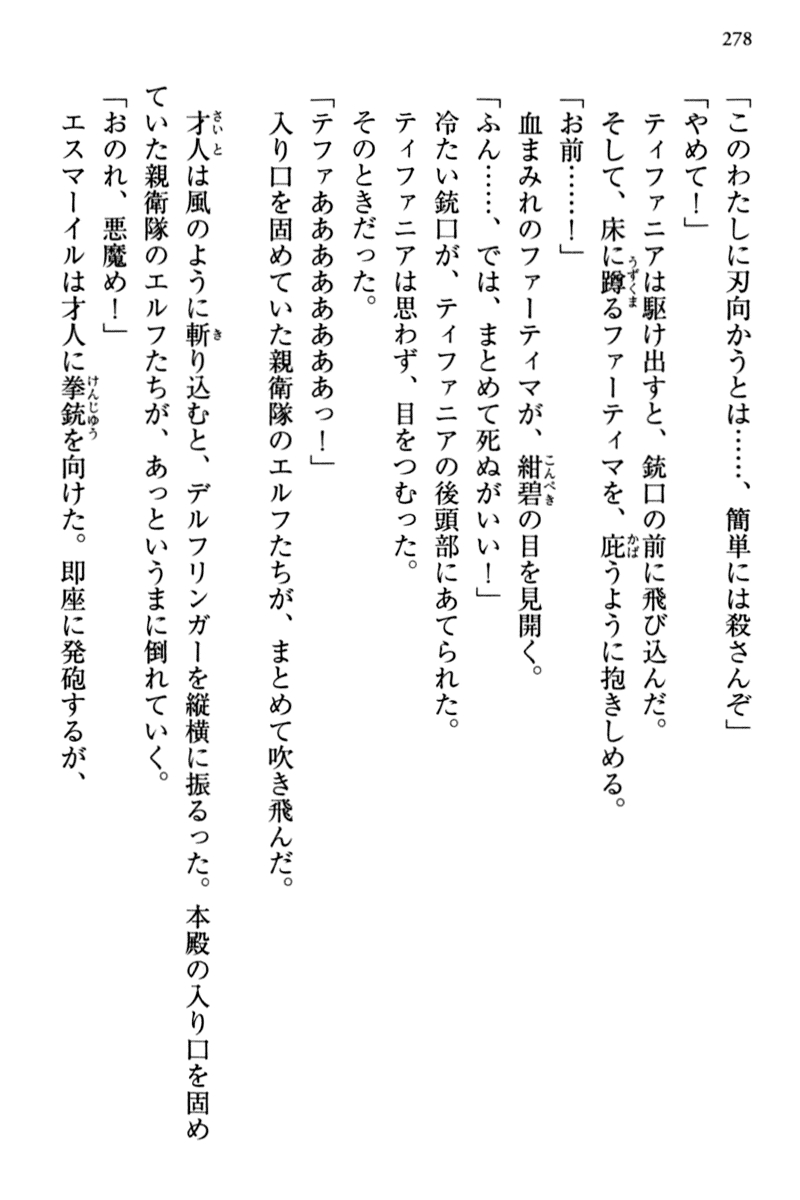 278
「このわたしに刃向かうとは……、簡単には殺さんぞ」
「やめて！」
ティファニアは駆け出すと、銃口の前に飛び込んだ。
そして、床に蹲るファーティマを、庇うように抱きしめる。
「お前……！」
血まみれのファーティマが、紺碧の目を見開く。
「ふん……、では、まとめて死ぬがいい！」
冷たい銃口が、ティファニアの後頭部にあてられた。
ティファニアは思わず、目をつむった。
そのときだった。
「テファああああああああっ！」
入り口を固めていた親衛隊のエルフたちが、まとめて吹き飛んだ。
才人は風のように斬り込むと、デルフリンガーを縦横に振るった。本殿の入り口を固め
ていた親衛隊のエルフたちが、あっというまに倒れていく。
「おのれ、悪魔め！」
エスマーイルは才人に拳銃を向けた。即座に発砲するが、